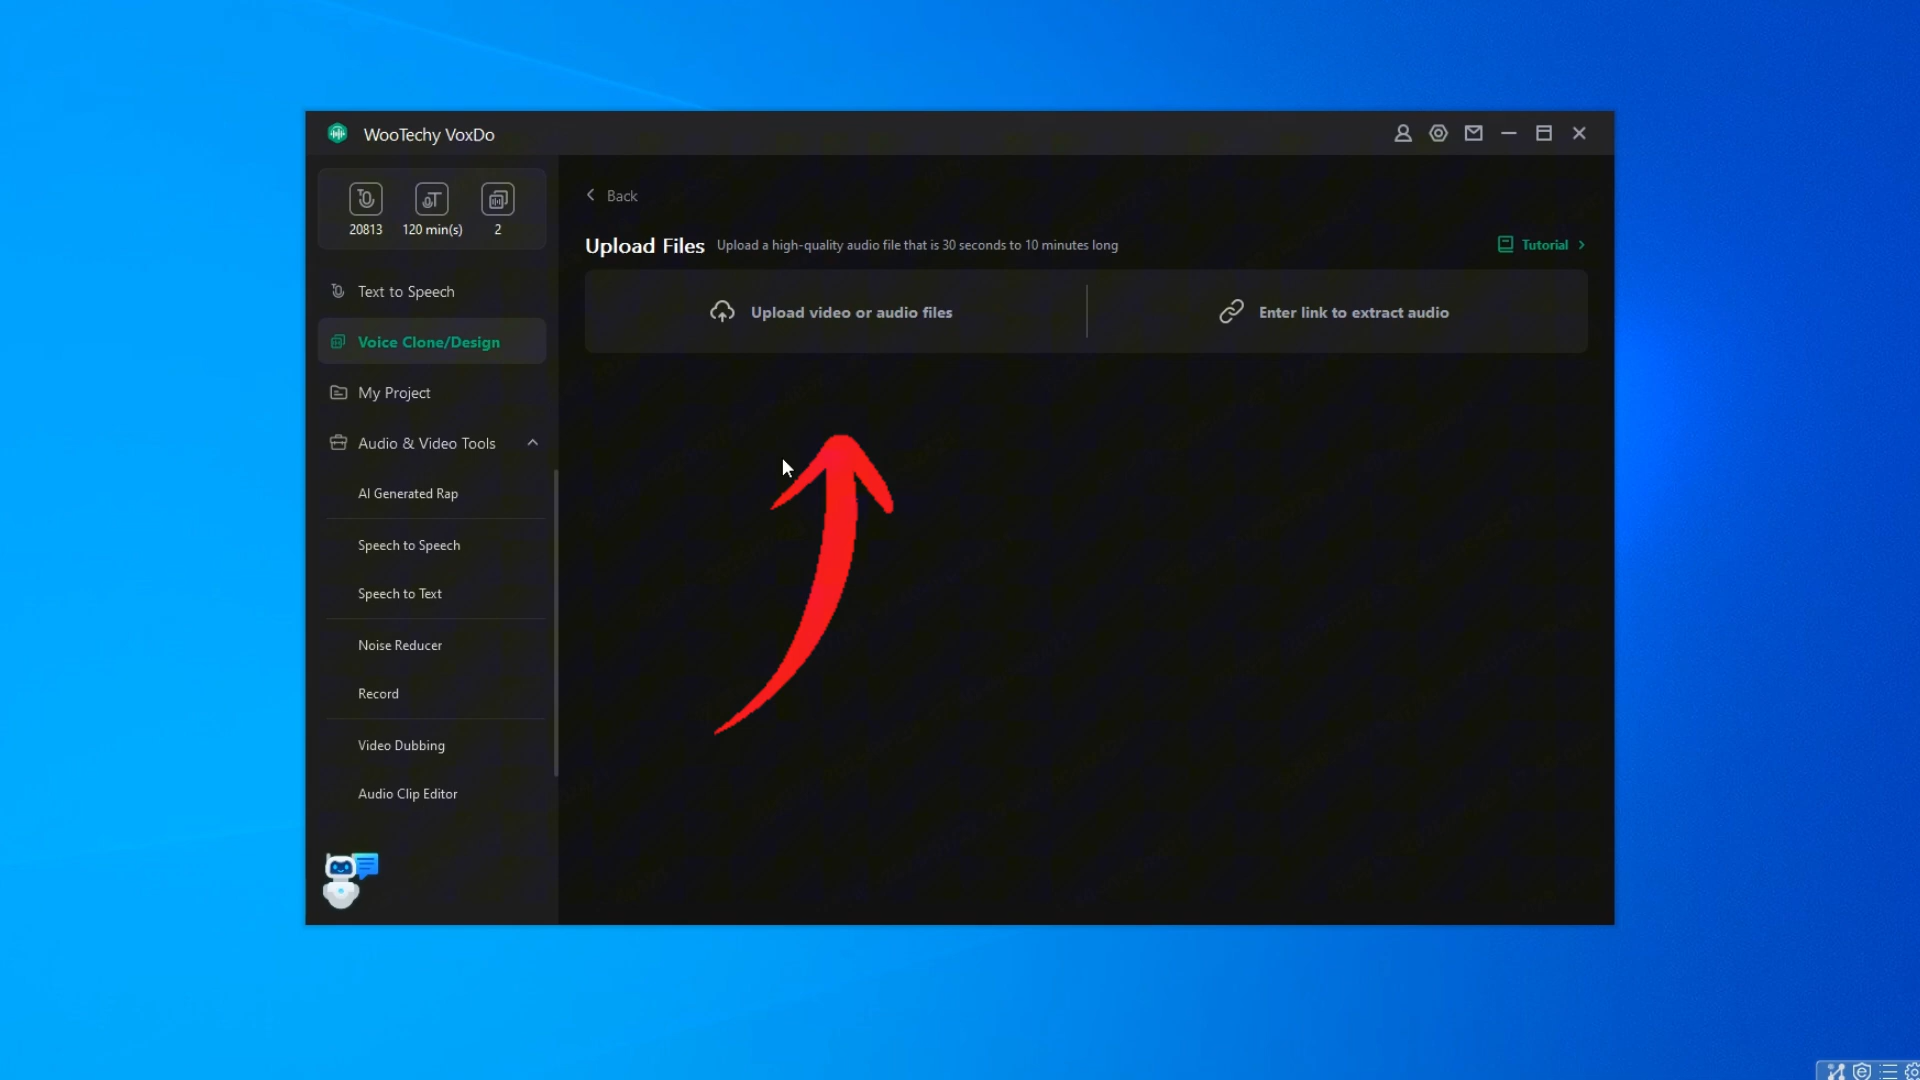 WooTechy VoxDo
20813
120 min(s)
2
Text to Speech
Voice Clone/Design
My Project
Audio & Video Tools
AI Generated Rap
Speech to Speech
Speech to Text
Noise Reducer
Record
Video Dubbing
Audio Clip Editor
Back
Upload Files
Upload a high-quality audio file that is 30 seconds to 10 minutes long
Tutorial
Upload video or audio files
Enter link to extract audio